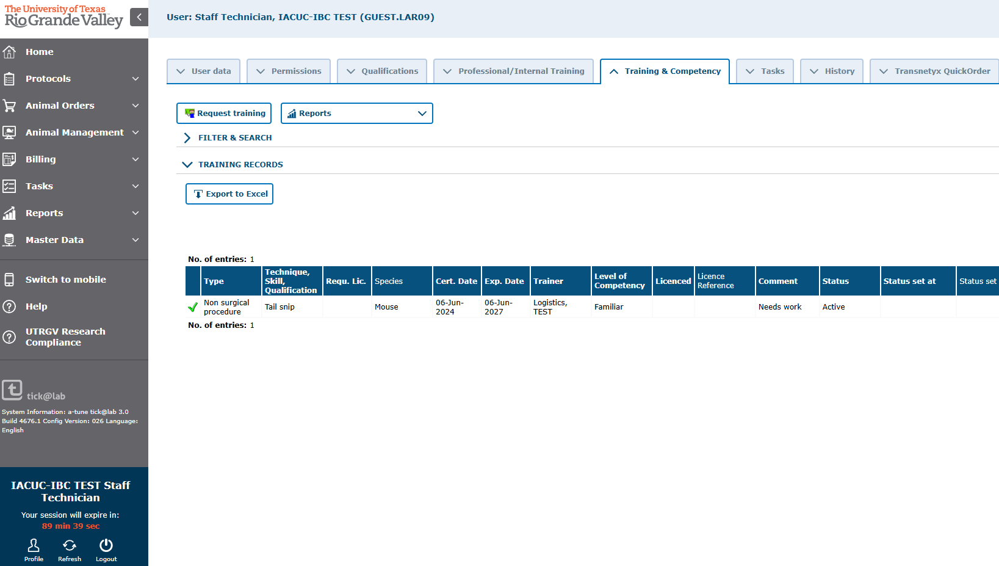 The University of Texas
Rio Grande Valley
User: Staff Technician, IACUC-IBC TEST (GUEST.LAR09)
Home
Protocols
Animal Orders
Animal Management
Billing
Tasks
Reports
Master Data
Switch to mobile
Help
UTRGV Research
Compliance
t tick@lab
System Information: a-tune tick@lab 3.0
Build 4676.1 Config Version: 026 Language:
English
IACUC-IBC TEST Staff
Technician
Your session will expire in:
89 min 39 sec
Profile Refresh Logout
User data Permissions Qualifications Professional/Internal Training Training & Competency Tasks History Transnetyx QuickOrder
Request training Reports
FILTER & SEARCH
TRAINING RECORDS
Export to Excel
No. of entries: 1
Type Technique, Skill, Qualification Requ. Lic. Species Cert. Date Exp. Date Trainer Level of Competency Licenced Licence Reference Comment Status Status set at Status set
Non surgical procedure Tail snip Mouse 06-Jun-2024 06-Jun-2027 Logistics, TEST Familiar Needs work Active
No. of entries: 1